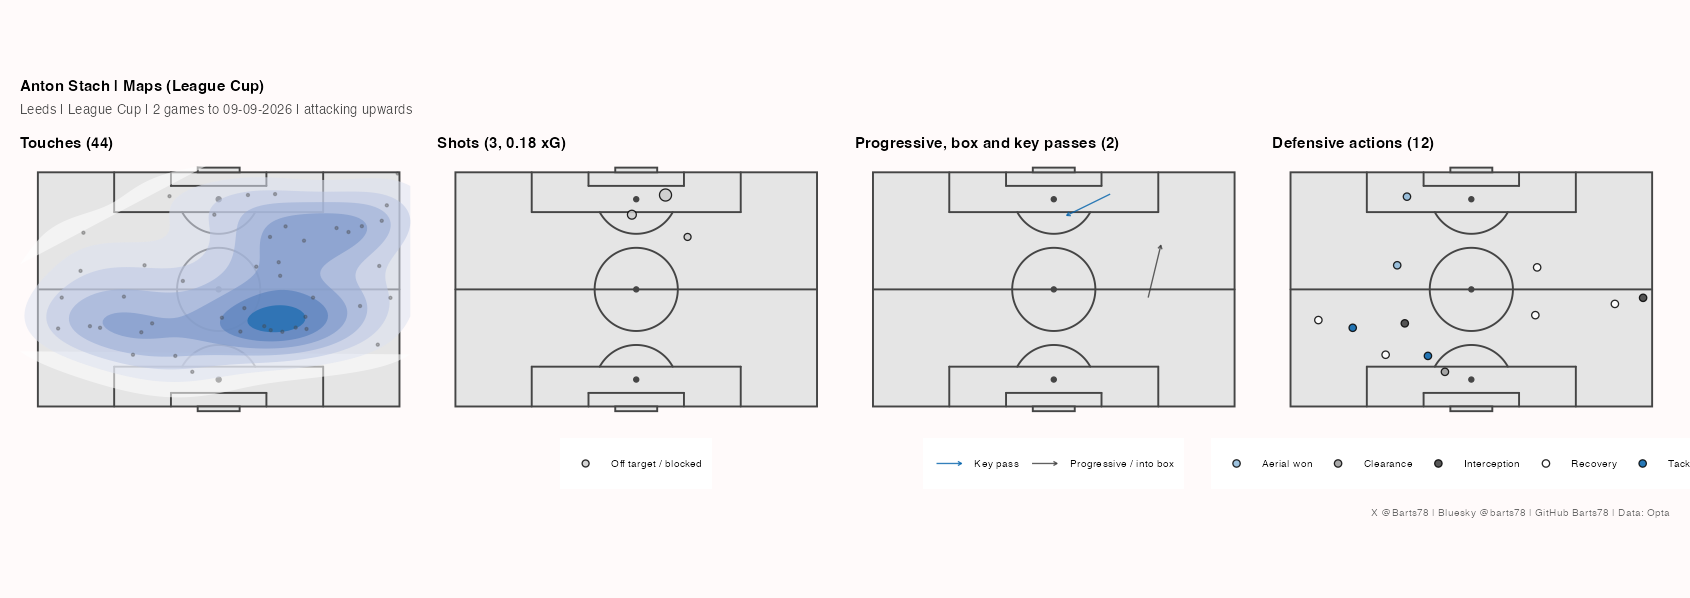 Anton Stach | Maps (League Cup)
Leeds | League Cup | 2 games to 09-09-2026 | attacking upwards
Touches (44)
Shots (3, 0.18 xG)
Progressive, box and key passes (2)
Defensive actions (12)
Off target / blocked
Key pass
Progressive / into box
Aerial won
Clearance
Interception
Recovery
Tack
X @Barts78 | Bluesky @barts78 | GitHub Barts78 | Data: Opta